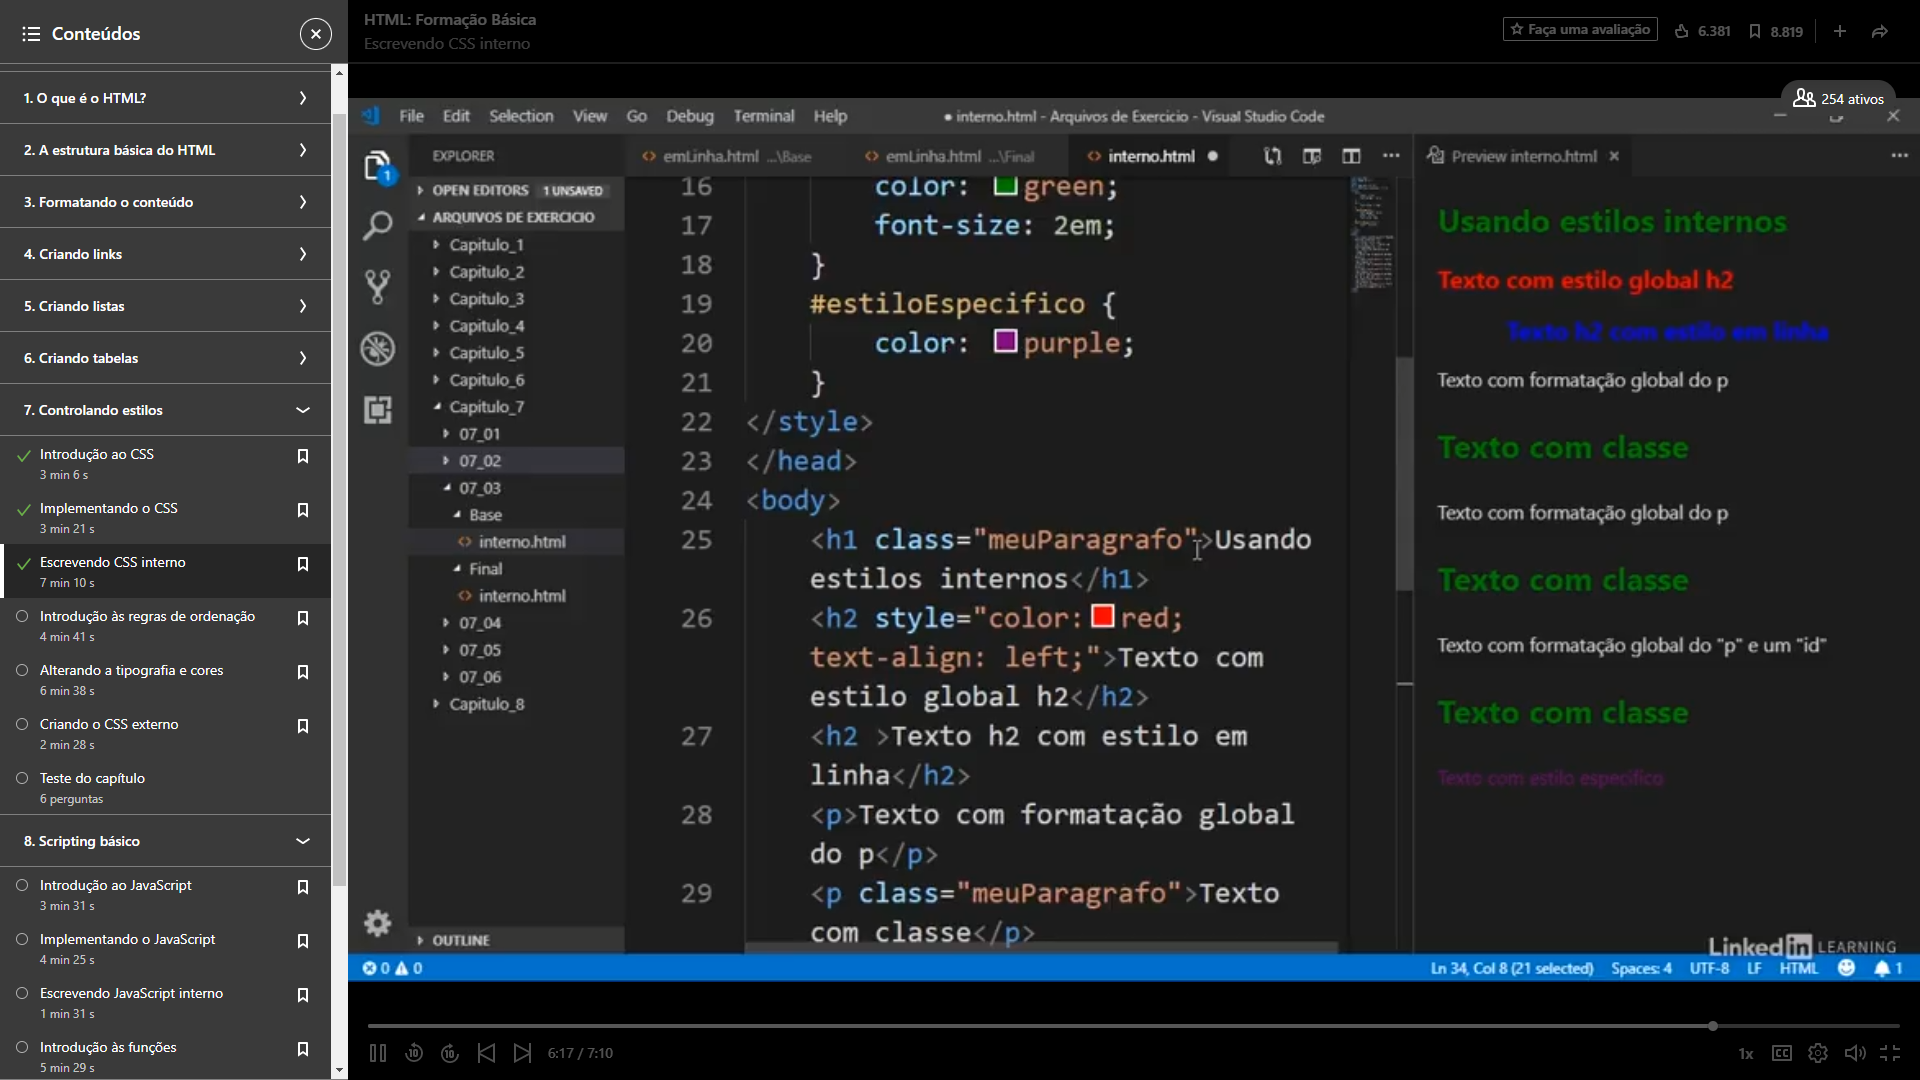 Conteúdos
1. O que é o HTML?
2. A estrutura básica do HTML
3. Formatando o conteúdo
4. Criando links
5. Criando listas
6. Criando tabelas
7. Controlando estilos
Introdução ao CSS
3 min 6 s
Implementando o CSS
3 min 21 s
Escrevendo CSS interno
7 min 10 s
Introdução às regras de ordenação
4 min 41 s
Alterando a tipografia e cores
6 min 38 s
Criando o CSS externo
2 min 28 s
Teste do capítulo
6 perguntas
8. Scripting básico
Introdução ao JavaScript
3 min 31 s
Implementando o JavaScript
4 min 25 s
Escrevendo JavaScript interno
1 min 31 s
Introdução às funções
5 min 29 s
HTML: Formação Básica
Escrevendo CSS interno
Faça uma avaliação
6.381
8.819
254 ativos
File Edit Selection View Go Debug Terminal Help
● interno.html - Arquivos de Exercicio - Visual Studio Code
1
EXPLORER
OPEN EDITORS 1 UNSAVED
ARQUIVOS DE EXERCICIO
Capitulo_1
Capitulo_2
Capitulo_3
Capitulo_4
Capitulo_5
Capitulo_6
Capitulo_7
07_01
07_02
07_03
Base
<> interno.html
Final
<> interno.html
07_04
07_05
07_06
Capitulo_8
OUTLINE
<> emLinha.html ...\Base
<> emLinha.html ...\Final
<> interno.html ●
16 color: green;
17 font-size: 2em;
18 }
19 #estiloEspecifico {
20 color: purple;
21 }
22 </style>
23 </head>
24 <body>
25 <h1 class="meuParagrafo">Usando
estilos internos</h1>
26 <h2 style="color: red;
text-align: left;">Texto com
estilo global h2</h2>
27 <h2 >Texto h2 com estilo em
linha</h2>
28 <p>Texto com formatação global
do p</p>
29 <p class="meuParagrafo">Texto
com classe</p>
Preview interno.html
Usando estilos internos
Texto com estilo global h2
Texto h2 com estilo em linha
Texto com formatação global do p
Texto com classe
Texto com formatação global do p
Texto com classe
Texto com formatação global do "p" e um "id"
Texto com classe
Texto com estilo especifico
Linked in LEARNING
0 0
Ln 34, Col 8 (21 selected) Spaces: 4 UTF-8 LF HTML 1
10
10
6:17 / 7:10
1x
CC